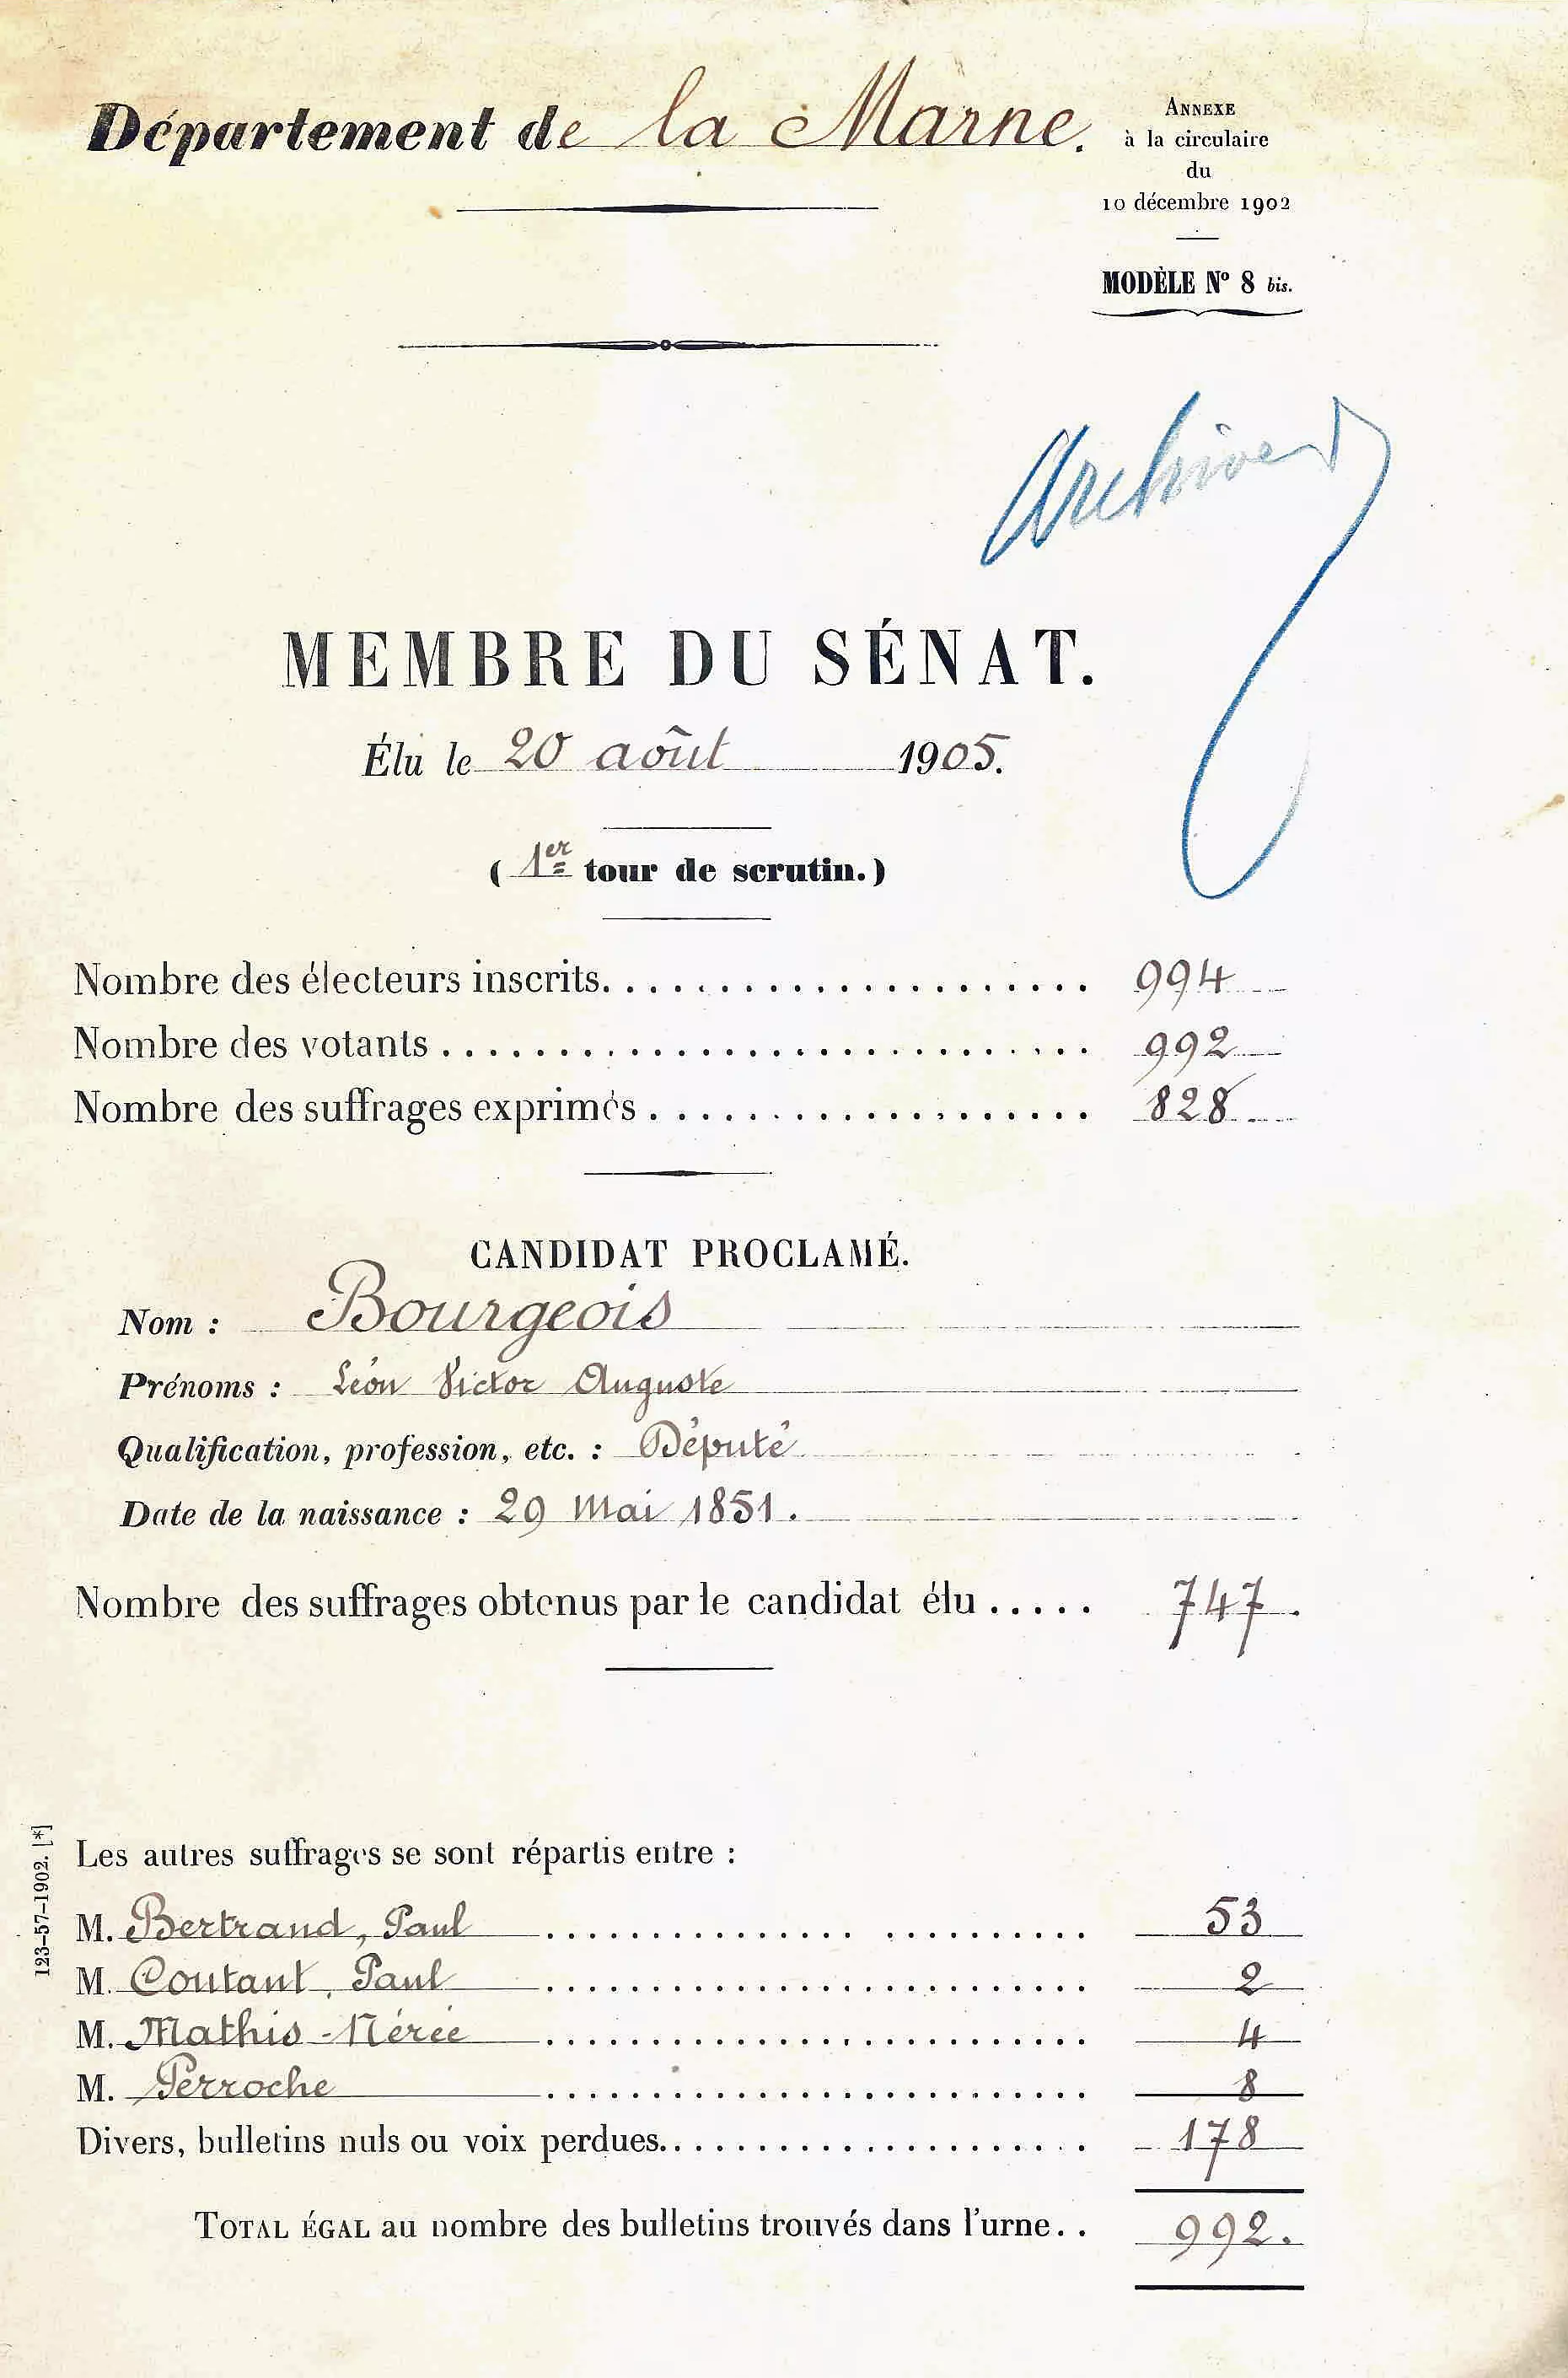 Département de la Marne.
ANNEXE
à la circulaire
du
10 décembre 1902
MODÈLE N° 8 bis.
Archives
MEMBRE DU SÉNAT.
Élu le 20 août 1905.
(1er tour de scrutin.)
Nombre des électeurs inscrits. . . . . . . . . . . . . . . . . . . . . 994
Nombre des votants . . . . . . . . . . . . . . . . . . . . . . . . . . . 992
Nombre des suffrages exprimés . . . . . . . . . . . . . . . . . . . 828
CANDIDAT PROCLAMÉ.
Nom : Bourgeois
Prénoms : Léon Victor Auguste
Qualification, profession, etc. : Député
Date de la naissance : 29 Mai 1851.
Nombre des suffrages obtenus par le candidat élu . . . . . 747.
Les autres suffrages se sont répartis entre :
M. Bertrand, Paul . . . . . . . . . . . . . . . . . . . . . . . . . 53
M. Coutant, Paul . . . . . . . . . . . . . . . . . . . . . . . . . 2
M. Mathis-Nérée . . . . . . . . . . . . . . . . . . . . . . . . . 4
M. Perroche . . . . . . . . . . . . . . . . . . . . . . . . . 8
Divers, bulletins nuls ou voix perdues. . . . . . . . . . . . . . . . . . . 178
TOTAL ÉGAL au nombre des bulletins trouvés dans l'urne. . 992.
123-57-1902. [*]